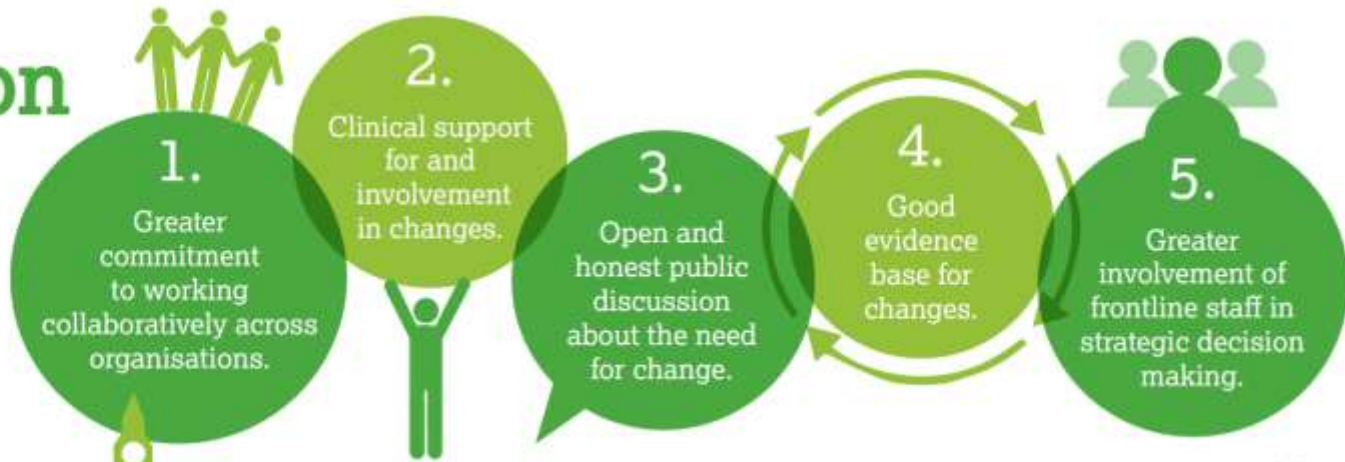 on
1.
Greater
commitment
to working
collaboratively across
organisations.
2.
Clinical support
for and
involvement
in changes.
3.
Open and
honest public
discussion
about the need
for change.
4.
Good
evidence
base for
changes.
5.
Greater
involvement of
frontline staff in
strategic decision
making.